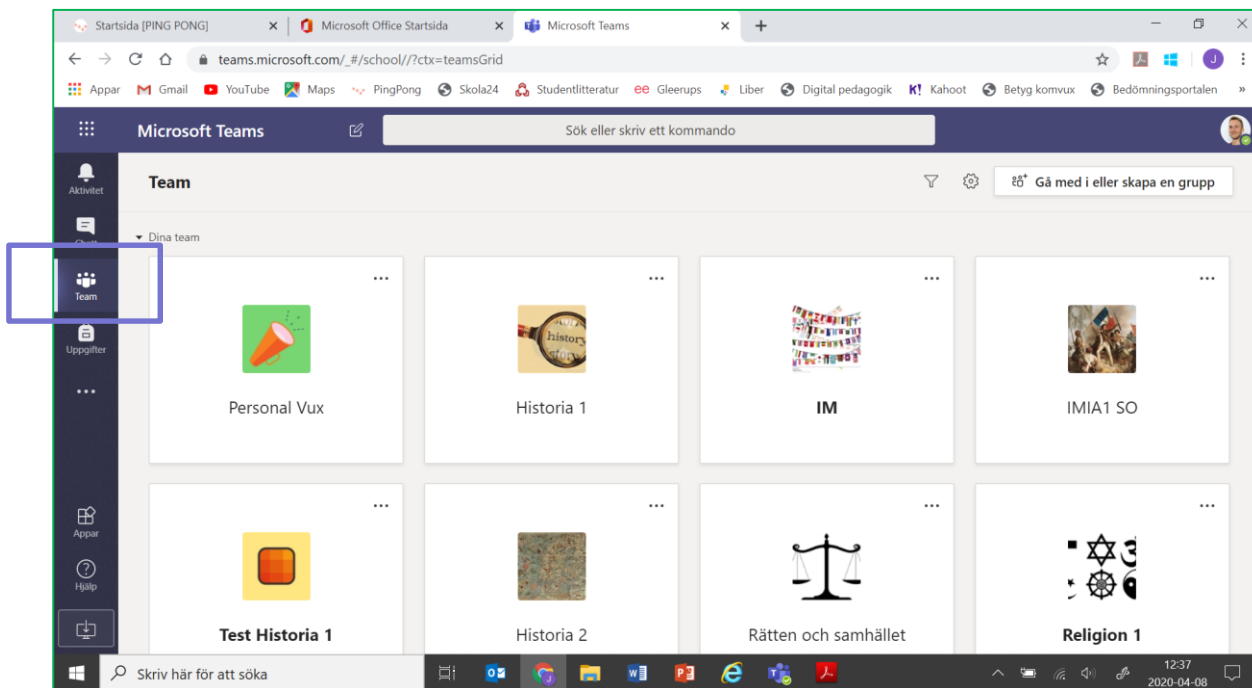 Startsida [PING PONG]
Microsoft Office Startsida
Microsoft Teams
teams.microsoft.com/_#/school//?ctx=teamsGrid
J
Appar
Gmail
YouTube
Maps
PingPong
Skola24
Studentlitteratur
ee Gleerups
Liber
Digital pedagogik
K! Kahoot
Betyg komvux
Bedömningsportalen
»
Microsoft Teams
Sök eller skriv ett kommando
Aktivitet
Team
Gå med i eller skapa en grupp
Chatt
Dina team
Team
Uppgifter
history
Personal Vux
Historia 1
IM
IMIA1 SO
Appar
Hjälp
Test Historia 1
Historia 2
Rätten och samhället
Religion 1
Skriv här för att söka
12:37
2020-04-08